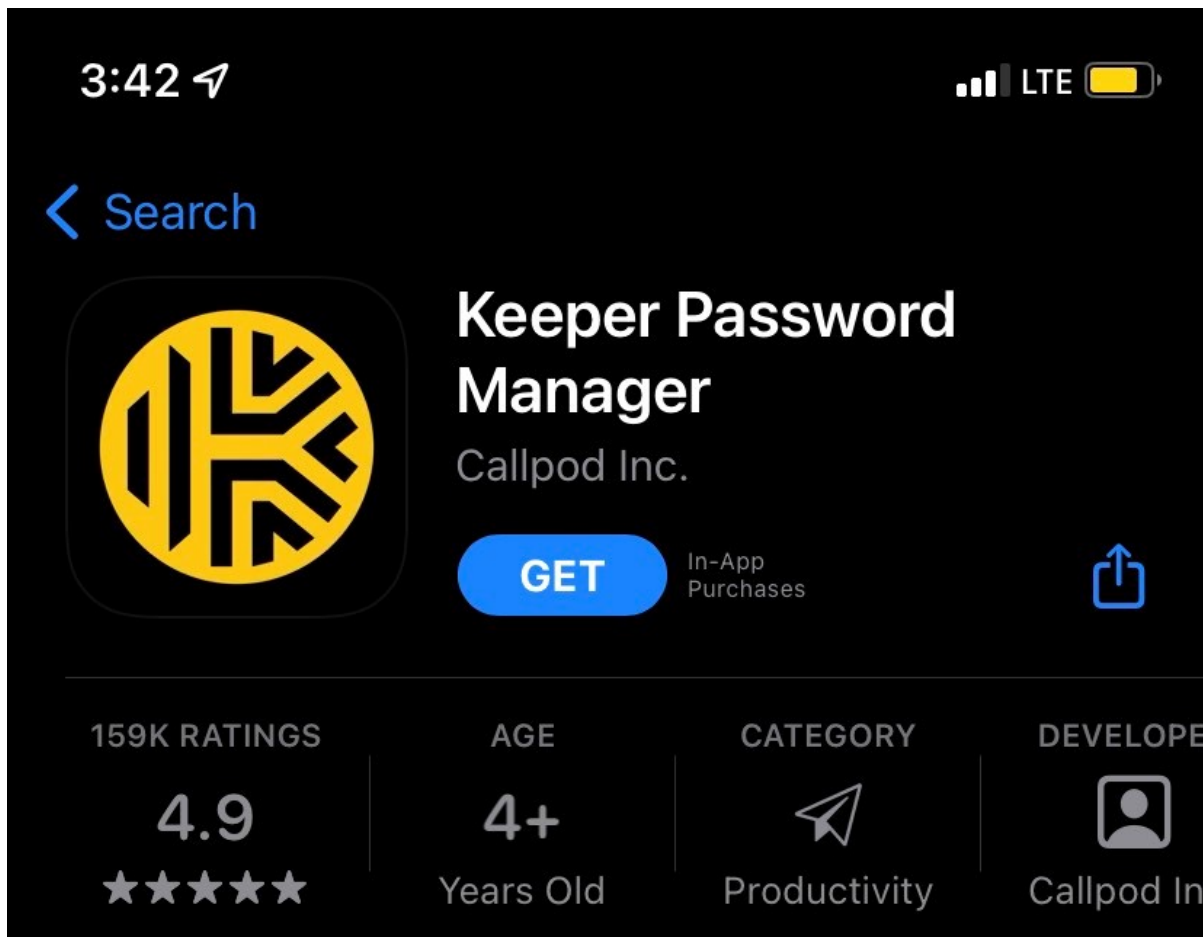 3:42 LTE
Search
Keeper Password
Manager
Callpod Inc.
GET
In-App
Purchases
159K RATINGS
4.9
AGE
4+
Years Old
CATEGORY
Productivity
DEVELOPE
Callpod In